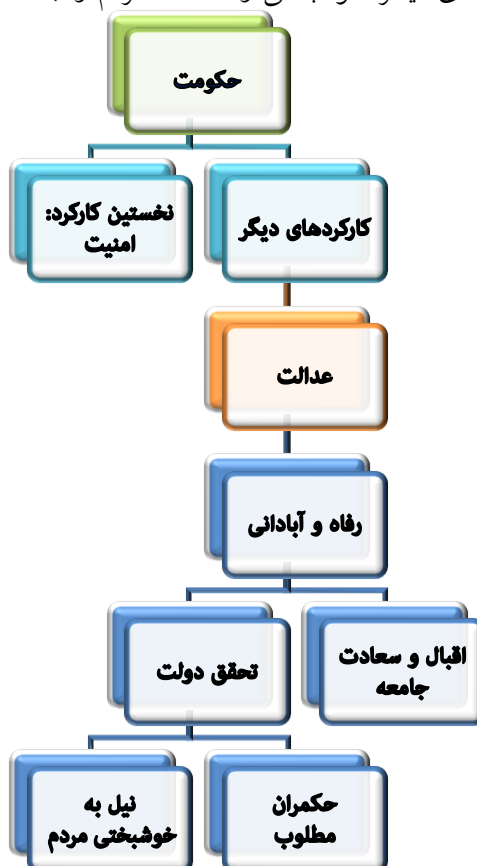 حکومت
کارکردهای دیگر
نخستین کارکرد:
امنیت
عدالت
رفاه و آبادانی
اقبال و سعادت
جامعه
تحقق دولت
حکمران
مطلوب
نیل به
خوشبختی مردم